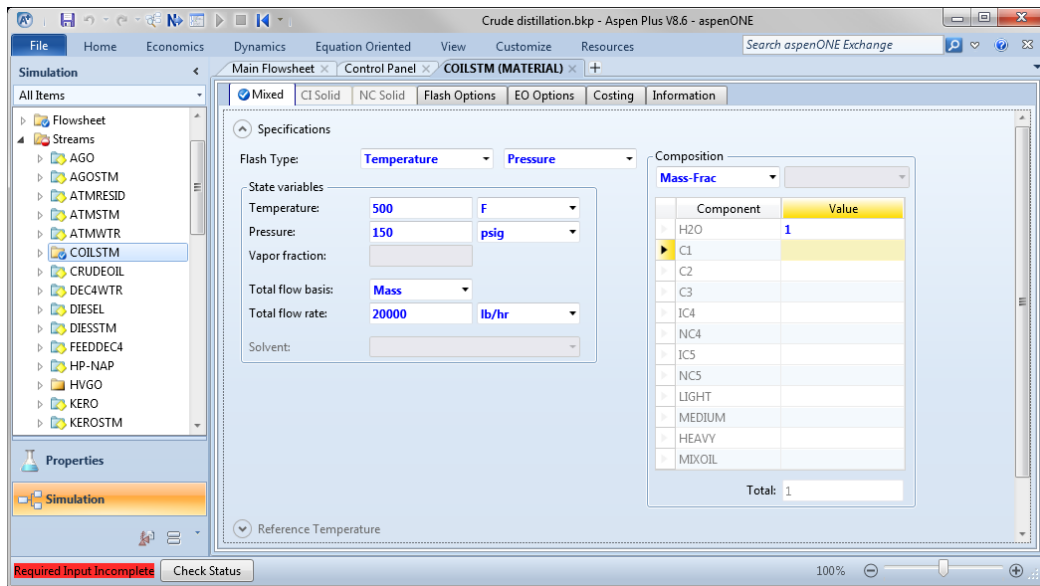 Crude distillation.bkp - Aspen Plus V8.6 - aspenONE
File Home Economics Dynamics Equation Oriented View Customize Resources Search aspenONE Exchange
Simulation
Main Flowsheet Control Panel COILSTM (MATERIAL) +
All Items
Mixed CI Solid NC Solid Flash Options EO Options Costing Information
Flowsheet
Streams
AGO
AGOSTM
ATMRESID
ATMSTM
ATMWTR
COILSTM
CRUDEOIL
DEC4WTR
DIESEL
DIESSTM
FEEDDEC4
HP-NAP
HVGO
KERO
KEROSTM
Properties
Simulation
Specifications
Flash Type: Temperature Pressure
State variables
Temperature: 500 F
Pressure: 150 psig
Vapor fraction:
Total flow basis: Mass
Total flow rate: 20000 lb/hr
Solvent:
Composition
Mass-Frac
Component Value
H2O 1
C1
C2
C3
IC4
NC4
IC5
NC5
LIGHT
MEDIUM
HEAVY
MIXOIL
Total: 1
Reference Temperature
Required Input Incomplete Check Status 100%